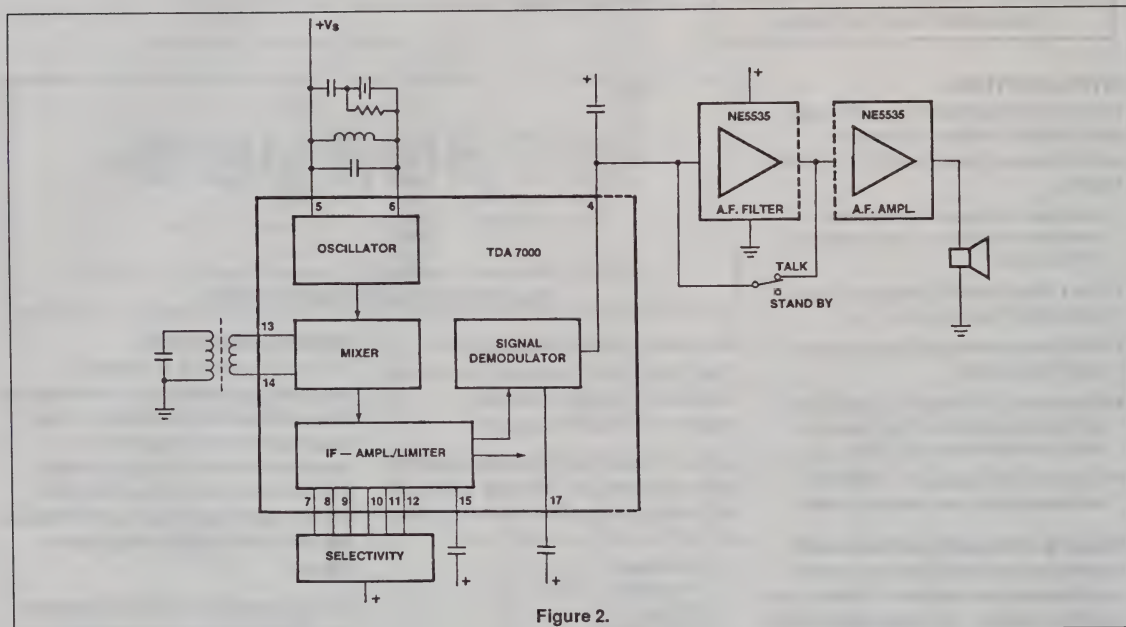 +Vs
+
+
NE5535
NE5535
5
6
4
A.F. FILTER
A.F. AMPL.
OSCILLATOR
TDA 7000
TALK
STAND BY
13
MIXER
SIGNAL
DEMODULATOR
14
IF — AMPL./LIMITER
7
8
9
10
11
12
15
17
SELECTIVITY
+
+
+
Figure 2.